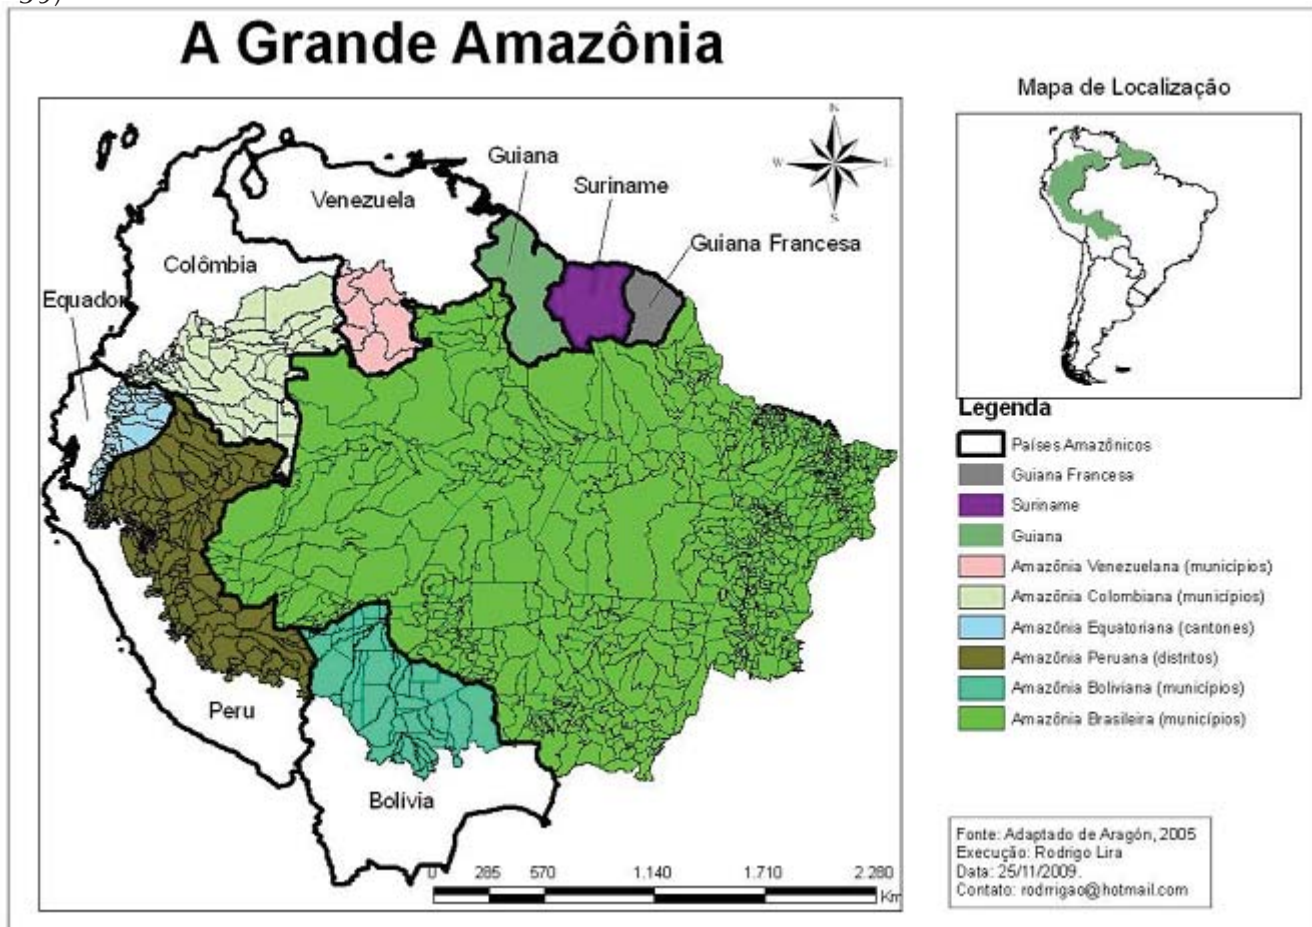 39)
A Grande Amazônia
Mapa de Localização
N
W
E
S
Guiana
Suriname
Venezuela
Guiana Francesa
Colômbia
Equador
Peru
Bolívia
0 285 570 1.140 1.710 2.280
Km
Legenda
Países Amazônicos
Guiana Francesa
Suriname
Guiana
Amazônia Venezuelana (municípios)
Amazônia Colombiana (municípios)
Amazônia Equatoriana (cantones)
Amazônia Peruana (distritos)
Amazônia Boliviana (municípios)
Amazônia Brasileira (municípios)
Fonte: Adaptado de Aragón, 2005
Execução: Rodrigo Lira
Data: 25/11/2009.
Contato: rodrrigao@hotmail.com